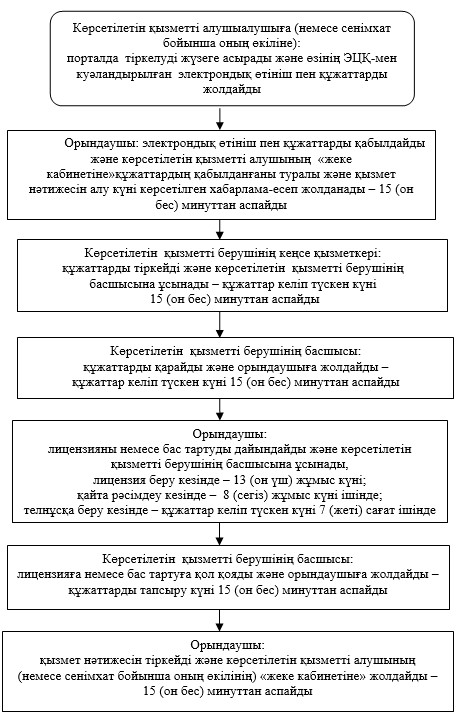 Көрсетілетін қызметті алушыалушыға (немесе сенімхат
бойынша оның өкіліне):
порталда тіркелуді жүзеге асырады және өзінің ЭЦҚ-мен
куәландырылған электрондық өтініш пен құжаттарды
жолдайды
Орындаушы: электрондық өтініш пен құжаттарды қабылдайды
және көрсетілетін қызметті алушының «жеке
кабинетіне»құжаттардың қабылданғаны туралы және қызмет
нәтижесін алу күні көрсетілген хабарлама-есеп жолданады – 15 (он
бес) минуттан аспайды
Көрсетілетін қызметті берушінің кеңсе қызметкері:
құжаттарды тіркейді және көрсетілетін қызметті берушінің
басшысына ұсынады – құжаттар келіп түскен күні
15 (он бес) минуттан аспайды
Көрсетілетін қызметті берушінің басшысы:
құжаттарды қарайды және орындаушыға жолдайды –
құжаттар келіп түскен күні 15 (он бес) минуттан аспайды
Орындаушы:
лицензияны немесе бас тартуды дайындайды және көрсетілетін
қызметті берушінің басшысына ұсынады,
лицензия беру кезінде – 13 (он үш) жұмыс күні;
қайта рәсімдеу кезінде – 8 (сегіз) жұмыс күні ішінде;
телнұсқа беру кезінде – құжаттар келіп түскен күні 7 (жеті) сағат ішінде
Көрсетілетін қызметті берушінің басшысы:
лицензияға немесе бас тартуға қол қояды және орындаушыға жолдайды –
құжаттарды тапсыру күні 15 (он бес) минуттан аспайды
Орындаушы:
қызмет нәтижесін тіркейді және көрсетілетін қызметті алушының
(немесе сенімхат бойынша оның өкілінің) «жеке кабинетіне» жолдайды –
15 (он бес) минуттан аспайды